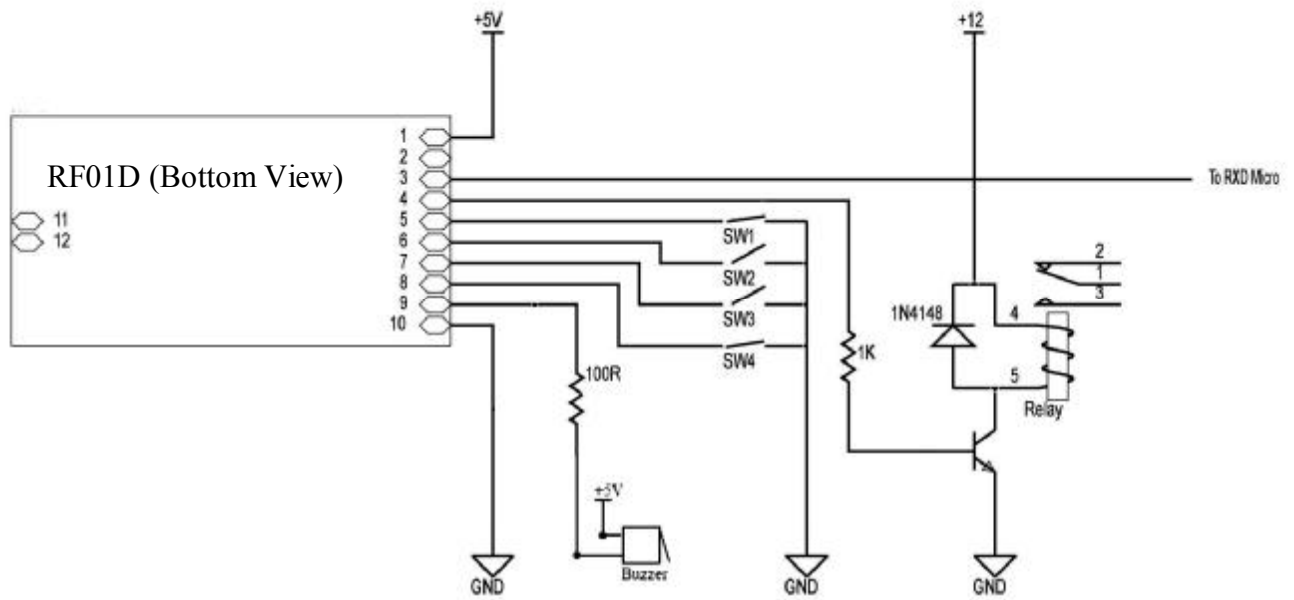 +5V
+12
RF01D (Bottom View)
1
2
3
4
5
6
7
8
9
10
11
12
To RXD Micro
SW1
SW2
SW3
SW4
2
1
3
1N4148
4
5
Relay
1K
100R
+5V
Buzzer
GND
GND
GND